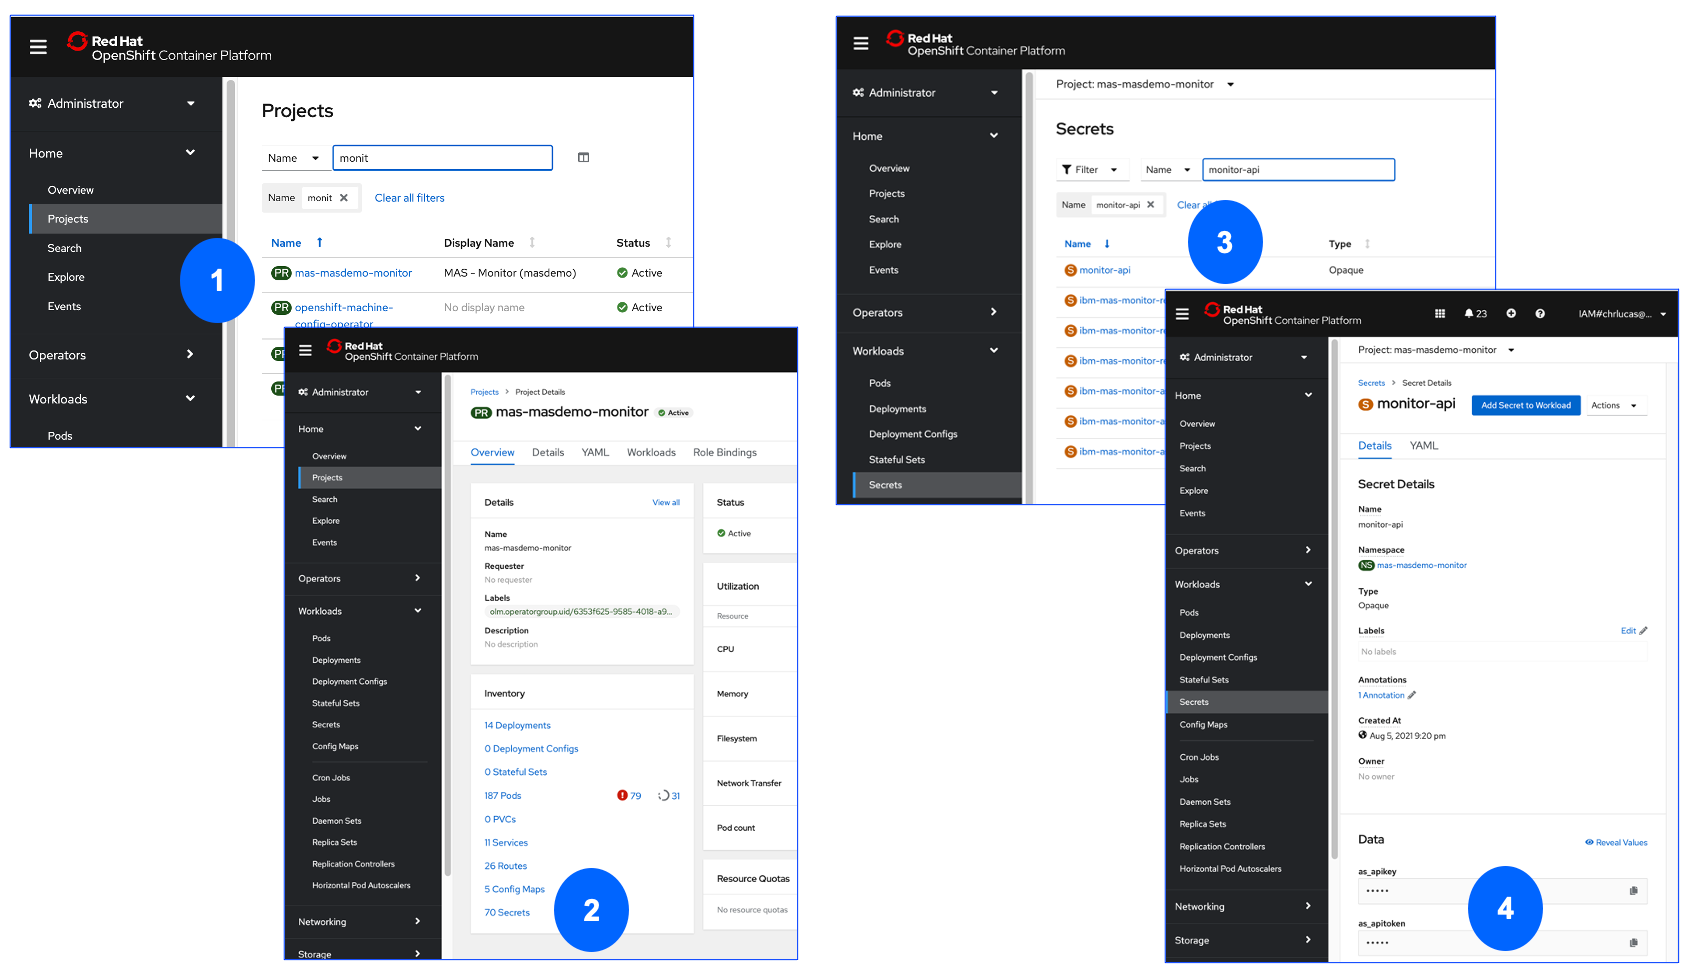 Red Hat
OpenShift Container Platform
Administrator
Home
Overview
Projects
Search
Explore
Events
Operators
Workloads
Pods
Projects
Name
monit
Name monit
Clear all filters
Name Display Name Status
PR mas-masdemo-monitor MAS - Monitor (masdemo) Active
PR openshift-machine-
config-operator No display name Active
1
Red Hat
OpenShift Container Platform
Administrator
Home
Overview
Projects
Search
Explore
Events
Operators
Workloads
Pods
Deployments
Deployment Configs
Stateful Sets
Secrets
Config Maps
Cron Jobs
Jobs
Daemon Sets
Replica Sets
Replication Controllers
Horizontal Pod Autoscalers
Networking
Storage
Projects > Project Details
PR mas-masdemo-monitor Active
Overview Details YAML Workloads Role Bindings
Details View all
Name
mas-masdemo-monitor
Requester
No requester
Labels
olm.operatorgroup.uid/6353f625-9585-4018-a9...
Description
No description
Inventory
14 Deployments
0 Deployment Configs
0 Stateful Sets
187 Pods 79 31
0 PVCs
11 Services
26 Routes
5 Config Maps
70 Secrets
2
Status
Active
Utilization
Resource
CPU
Memory
Filesystem
Network Transfer
Pod count
Resource Quotas
No resource quotas
Red Hat
OpenShift Container Platform
Administrator
Home
Overview
Projects
Search
Explore
Events
Operators
Workloads
Pods
Deployments
Deployment Configs
Stateful Sets
Secrets
Project: mas-masdemo-monitor
Secrets
Filter Name monitor-api
Name monitor-api Clear all
3
Name Type
S monitor-api Opaque
S ibm-mas-monitor-r
S ibm-mas-monitor-r
S ibm-mas-monitor-r
S ibm-mas-monitor-a
S ibm-mas-monitor-a
S ibm-mas-monitor-a
Red Hat
OpenShift Container Platform
23
IAM#chrlucas@...
Administrator
Home
Overview
Projects
Search
Explore
Events
Operators
Workloads
Pods
Deployments
Deployment Configs
Stateful Sets
Secrets
Config Maps
Cron Jobs
Jobs
Daemon Sets
Replica Sets
Replication Controllers
Horizontal Pod Autoscalers
Networking
Storage
Project: mas-masdemo-monitor
Secrets > Secret Details
S monitor-api Add Secret to Workload Actions
Details YAML
Secret Details
Name
monitor-api
Namespace
NS mas-masdemo-monitor
Type
Opaque
Labels Edit
No labels
Annotations
1 Annotation
Created At
Aug 5, 2021 9:20 pm
Owner
No owner
Data Reveal Values
as_apikey
•••••
as_apitoken
•••••
4